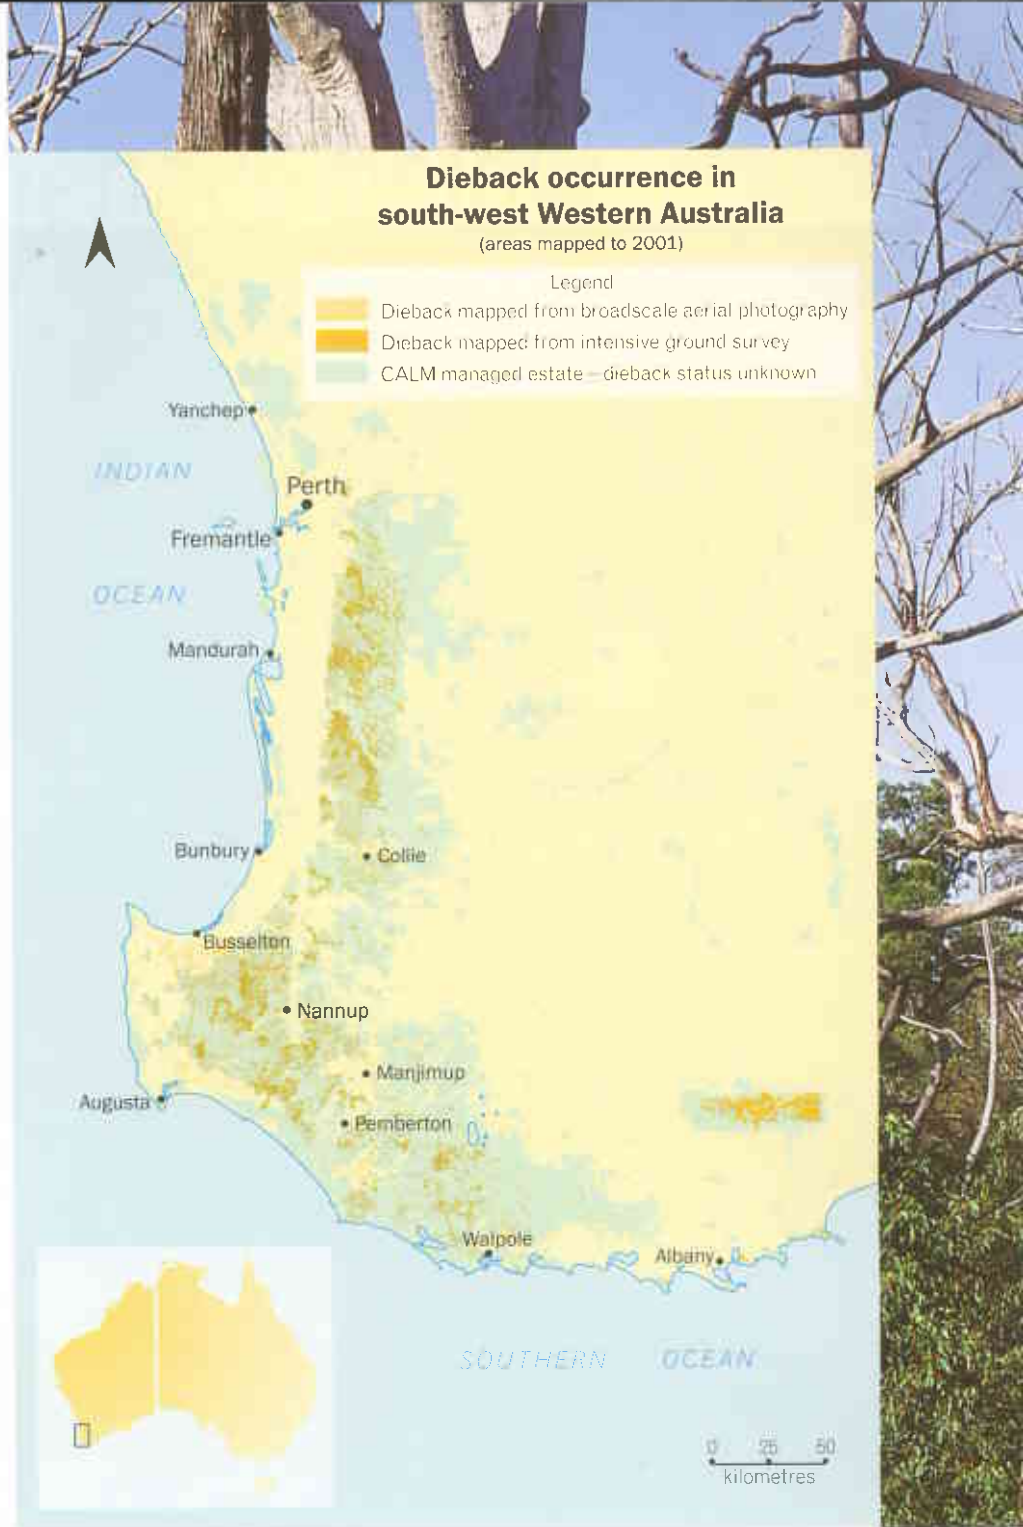 Dieback occurrence in
south-west Western Australia
(areas mapped to 2001)
Legend
Dieback mapped from broadscale aerial photography
Dieback mapped from intensive ground survey
CALM managed estate – dieback status unknown
Yanchep
INDIAN
Perth
Fremantle
OCEAN
Mandurah
Bunbury
Collie
Busselton
Nannup
Manjimup
Augusta
Pemberton
Walpole
Albany
SOUTHERN OCEAN
0 25 50
kilometres